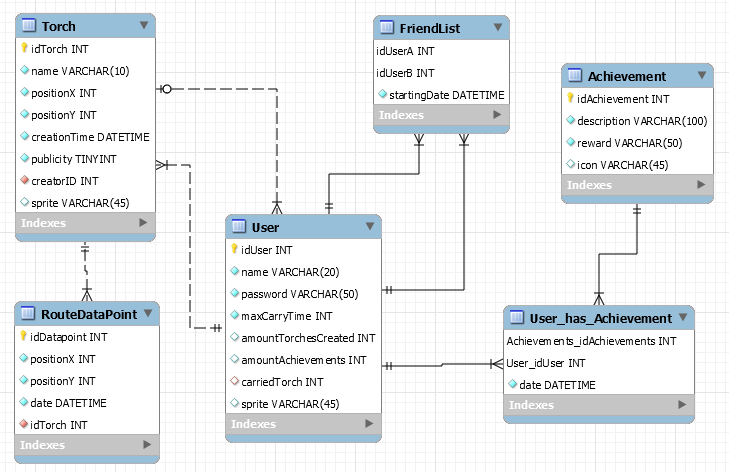 Torch
idTorch INT
name VARCHAR(10)
positionX INT
positionY INT
creationTime DATETIME
publicity TINYINT
creatorID INT
sprite VARCHAR(45)
Indexes
FriendList
idUserA INT
idUserB INT
startingDate DATETIME
Indexes
Achievement
idAchievement INT
description VARCHAR(100)
reward VARCHAR(50)
icon VARCHAR(45)
Indexes
User
idUser INT
name VARCHAR(20)
password VARCHAR(50)
maxCarryTime INT
amountTorchesCreated INT
amountAchievements INT
carriedTorch INT
sprite VARCHAR(45)
Indexes
RouteDataPoint
idDatapoint INT
positionX INT
positionY INT
date DATETIME
idTorch INT
Indexes
User_has_Achievement
Achievements_idAchievements INT
User_idUser INT
date DATETIME
Indexes